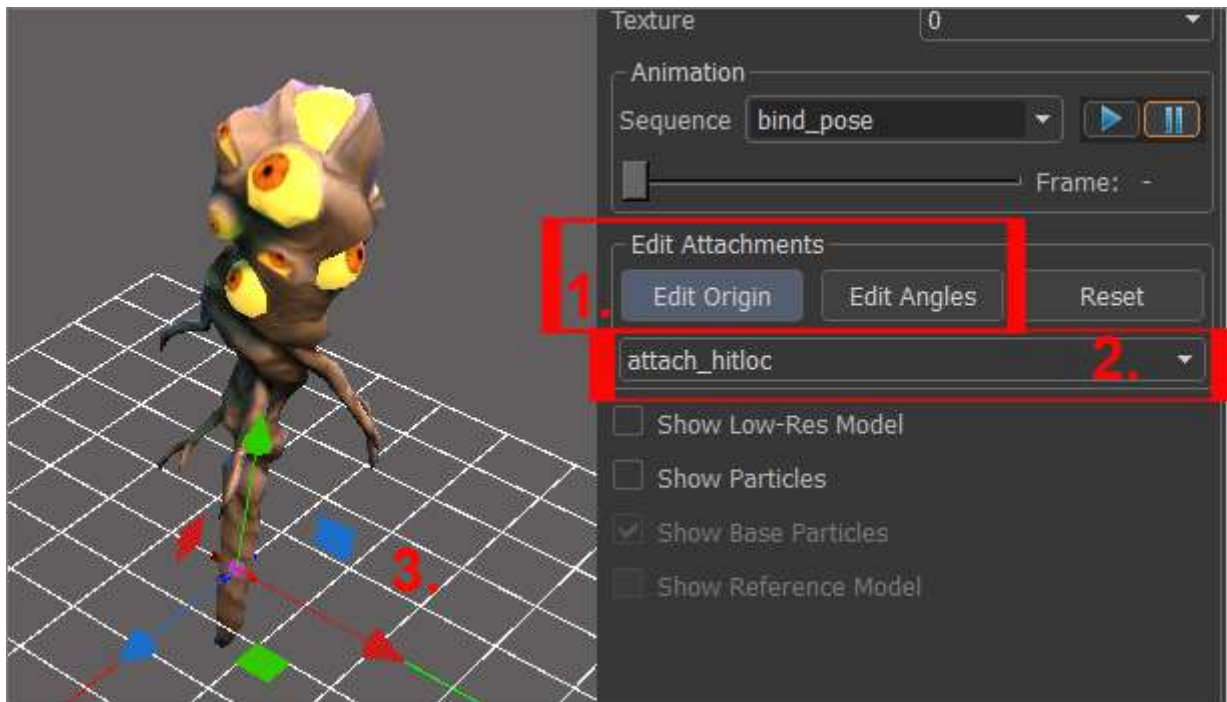 Texture 0
Animation
Sequence bind_pose
Frame: -
Edit Attachments
1. Edit Origin Edit Angles Reset
attach_hitloc 2.
Show Low-Res Model
Show Particles
Show Base Particles
3.
Show Reference Model